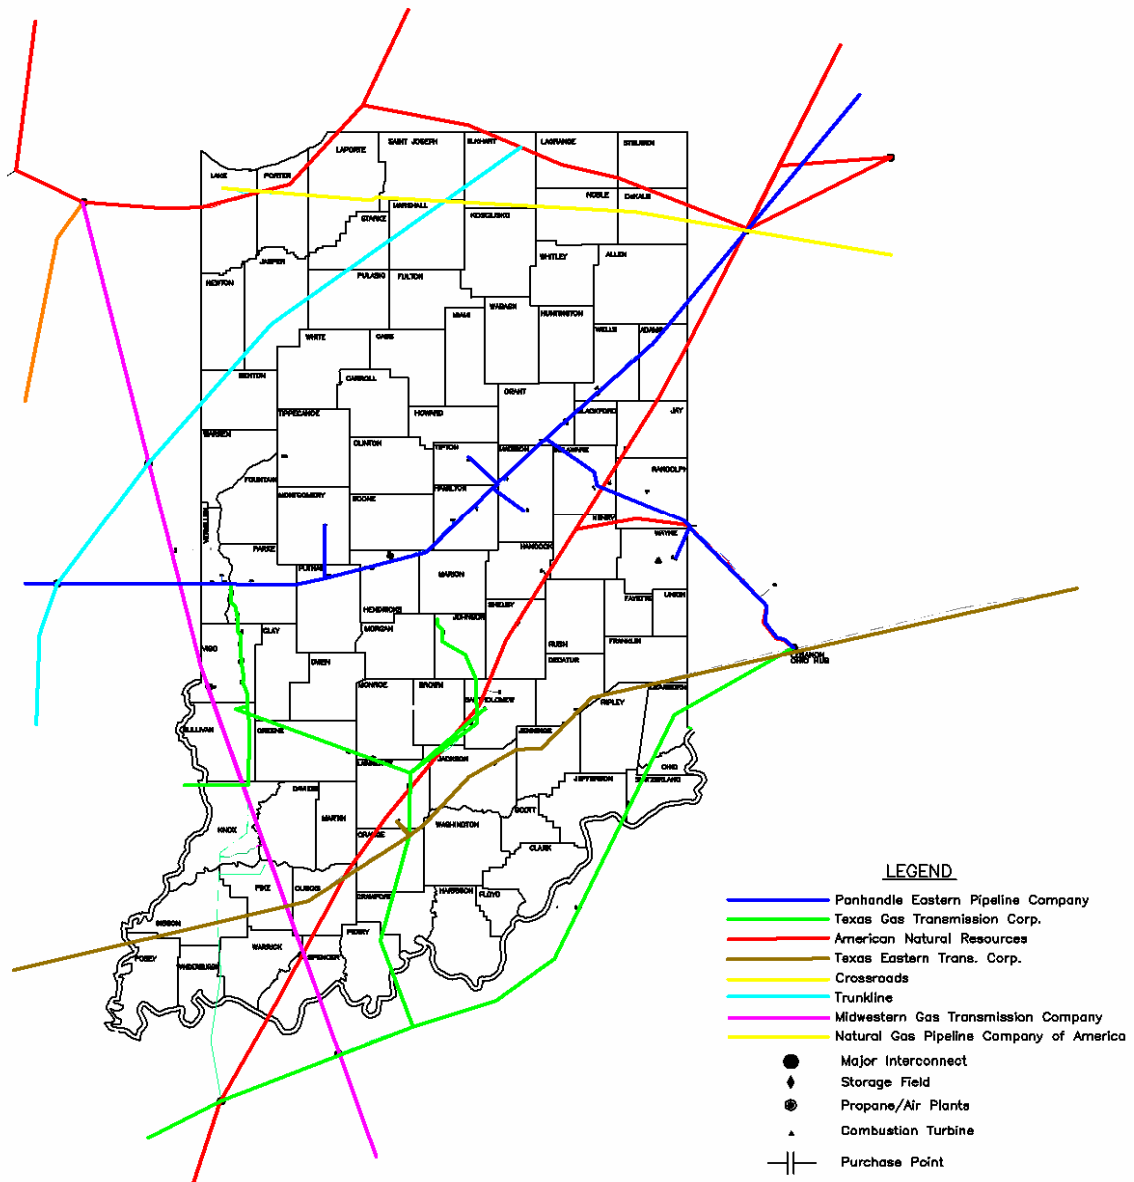 LAPORTE
SAINT JOSEPH
ELKHART
LAGRANGE
STEUBEN
LAKE
PORTER
NOBLE
DeKALB
MARSHALL
STARKE
KOSCIUSKO
JASPER
NEWTON
PULASKI
FULTON
WHITLEY
ALLEN
MIAMI
WABASH
HUNTINGTON
WHITE
CASS
WELLS
ADAMS
BENTON
CARROLL
GRANT
TIPPECANOE
HOWARD
BLACKFORD
JAY
WARREN
CLINTON
TIPTON
MADISON
DELAWARE
FOUNTAIN
RANDOLPH
MONTGOMERY
BOONE
HAMILTON
VERMILLION
HENRY
WAYNE
PARKE
HANCOCK
PUTNAM
MARION
HENDRICKS
SHELBY
FAYETTE
UNION
JOHNSON
CLAY
MORGAN
VIGO
RUSH
FRANKLIN
OWEN
DECATUR
LEBANON
OHIO HUB
MONROE
BROWN
BARTHOLOMEW
RIPLEY
SULLIVAN
GREENE
JENNINGS
LAWRENCE
JACKSON
OHIO
JEFFERSON
SWITZERLAND
DAVIESS
MARTIN
SCOTT
KNOX
ORANGE
WASHINGTON
CLARK
PIKE
DUBOIS
CRAWFORD
HARRISON
FLOYD
GIBSON
PERRY
POSEY
VANDERBURGH
WARRICK
SPENCER
LEGEND
Panhandle Eastern Pipeline Company
Texas Gas Transmission Corp.
American Natural Resources
Texas Eastern Trans. Corp.
Crossroads
Trunkline
Midwestern Gas Transmission Company
Natural Gas Pipeline Company of America
Major Interconnect
Storage Field
Propane/Air Plants
Combustion Turbine
Purchase Point